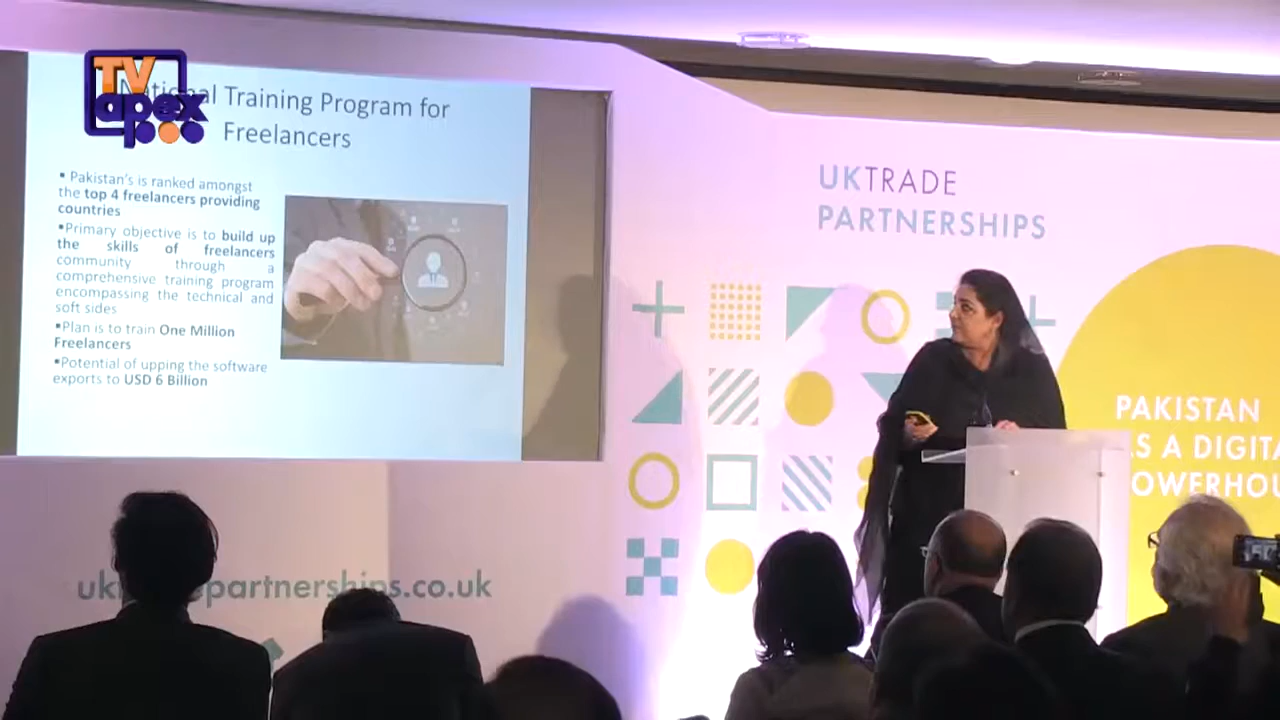 TV
apex
National Training Program for
Freelancers
▪ Pakistan's is ranked amongst
the top 4 freelancers providing
countries
▪Primary objective is to build up
the skills of freelancers
community through a
comprehensive training program
encompassing the technical and
soft sides
▪Plan is to train One Million
Freelancers
▪Potential of upping the software
exports to USD 6 Billion
UKTRADE
PARTNERSHIPS
PAKISTAN
AS A DIGITA
OWERHOU
epartnerships.co.uk